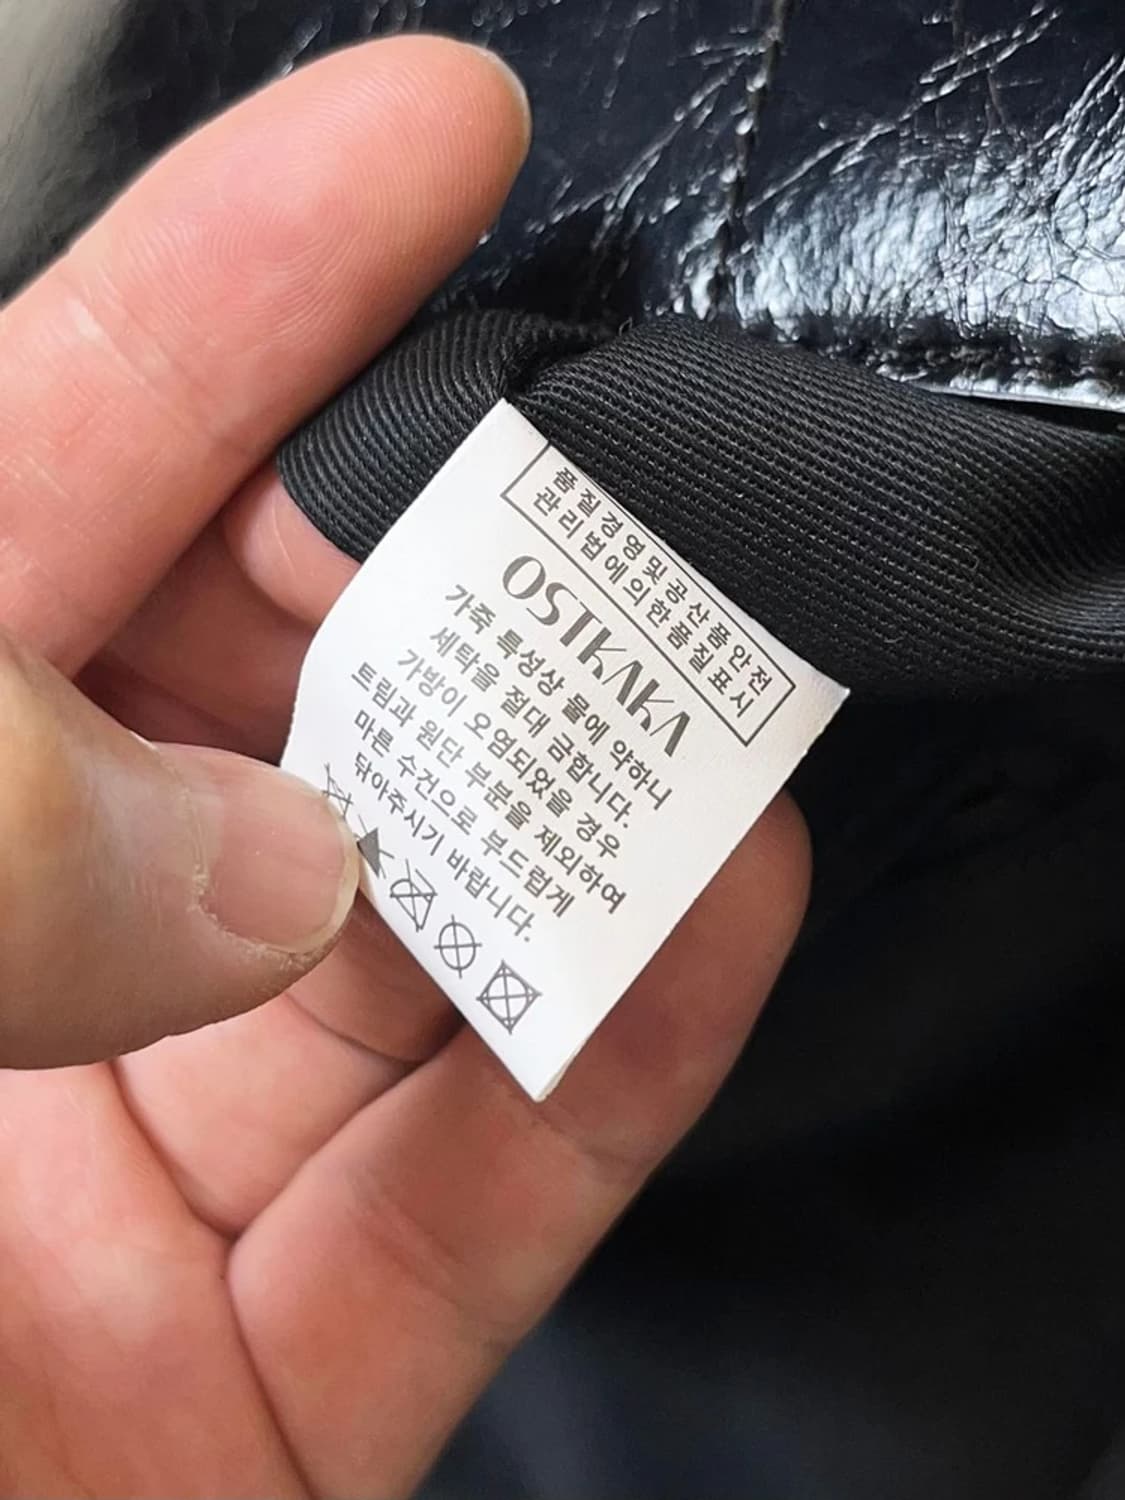 품질경영및공산품안전
관리법에의한품질표시
가죽 특성상 물에 약하니
세탁을 절대 금합니다.
가방이 오염되었을 경우
트림과 원단 부분을 제외하여
마른 수건으로 부드럽게
닦아주시기 바랍니다.